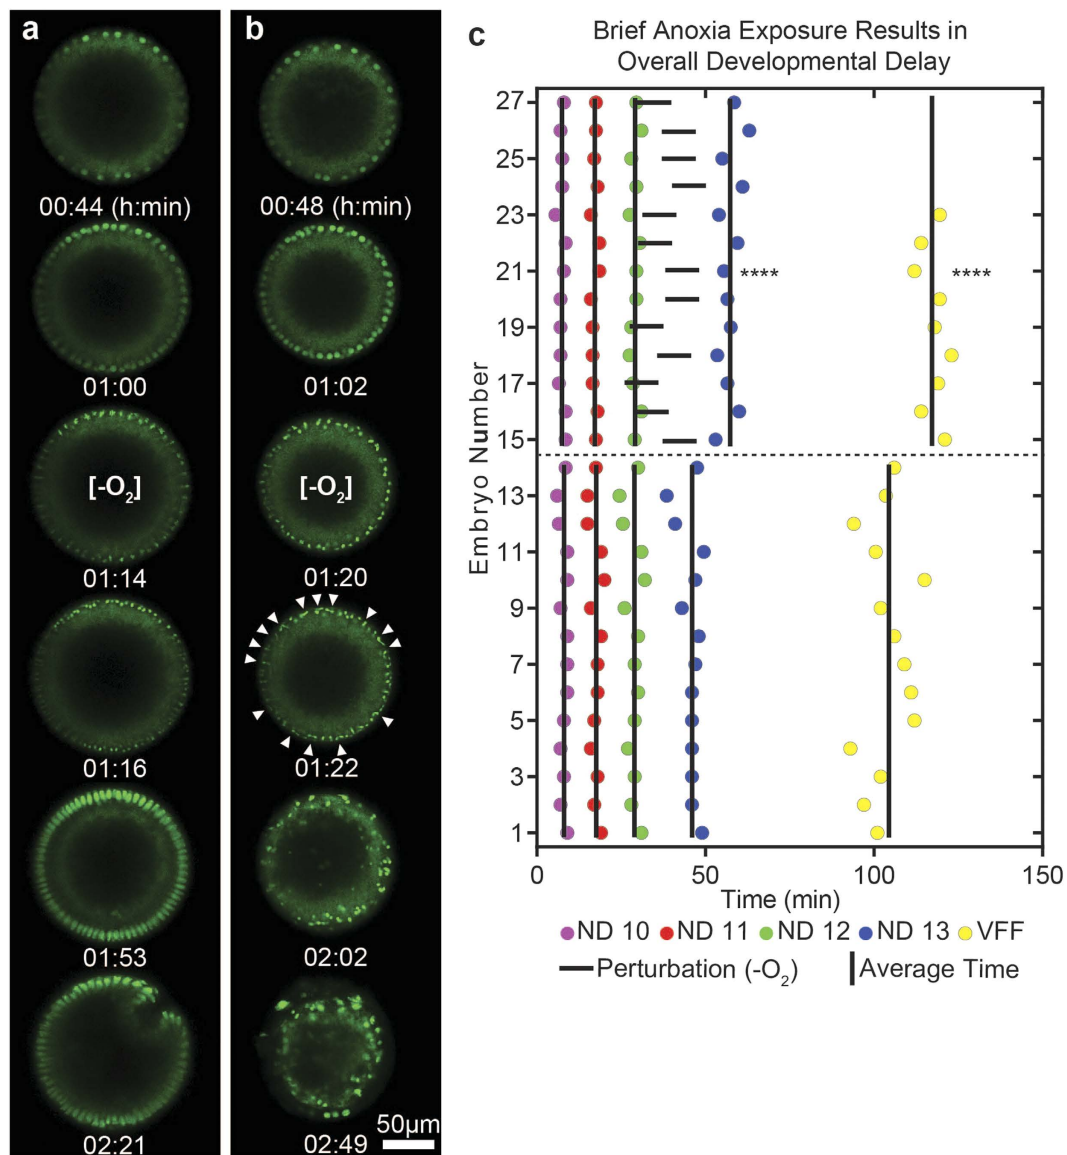 a
00:44 (h:min)
01:00
[-O₂]
01:14
01:16
01:53
02:21
b
00:48 (h:min)
01:02
[-O₂]
01:20
01:22
02:02
02:49
50µm
c
Brief Anoxia Exposure Results in
Overall Developmental Delay
Embryo Number
27
25
23
21
19
17
15
13
11
9
7
5
3
1
**** ****
0 50 100 150
Time (min)
ND 10 ND 11 ND 12 ND 13 VFF
Perturbation (-O₂) Average Time